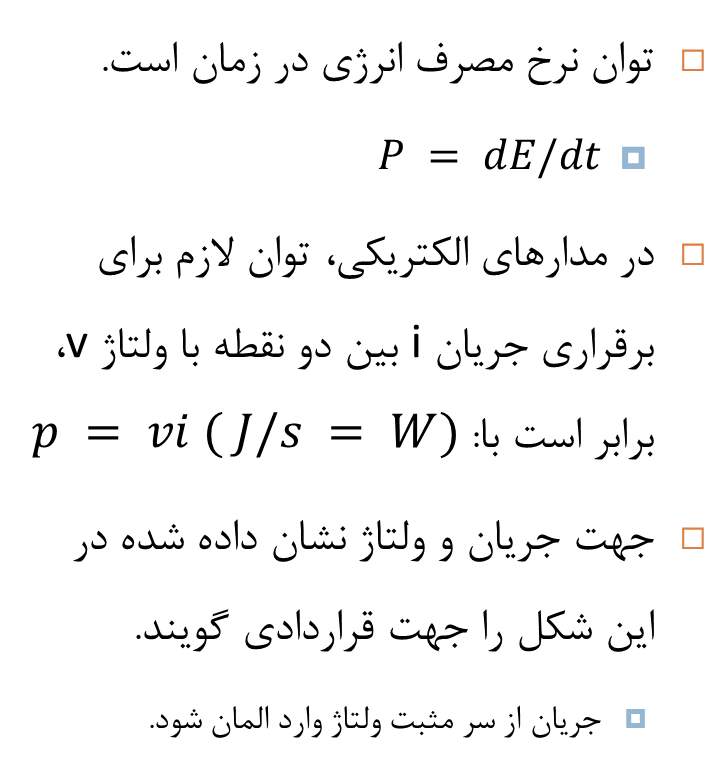 توان نرخ مصرف انرژی در زمان است.
P = dE/dt
در مدارهای الکتریکی، توان لازم برای
برقراری جریان i بین دو نقطه با ولتاژ v،
برابر است با: p = vi (J/s = W)
جهت جریان و ولتاژ نشان داده شده در
این شکل را جهت قراردادی گویند.
جریان از سر مثبت ولتاژ وارد المان شود.